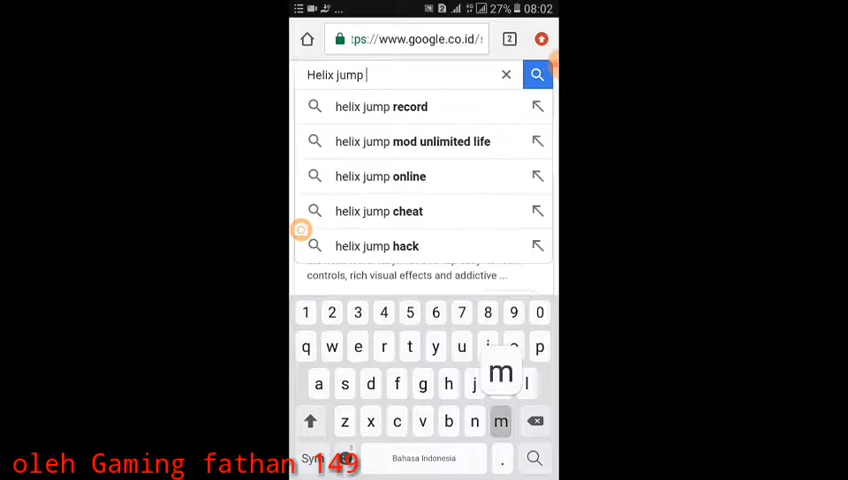 ... 27% 08:02
tps://www.google.co.id/s 2
Helix jump
helix jump record
helix jump mod unlimited life
helix jump online
helix jump cheat
helix jump hack
controls, rich visual effects and addictive ...
1 2 3 4 5 6 7 8 9 0
q w e r t y u p
a s d f g h j l
m
z x c v b n m
Sym Bahasa Indonesia .
oleh Gaming fathan 149